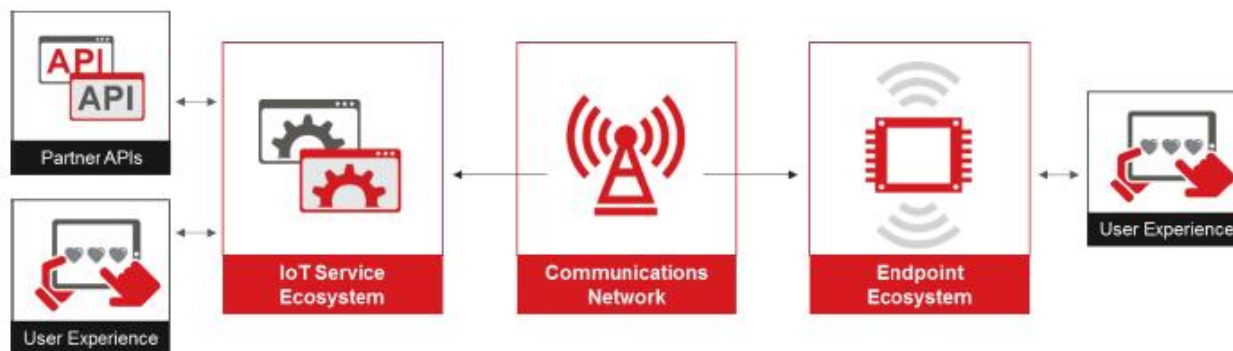 API
API
Partner APIs
User Experience
IoT Service
Ecosystem
Communications
Network
Endpoint
Ecosystem
User Experience